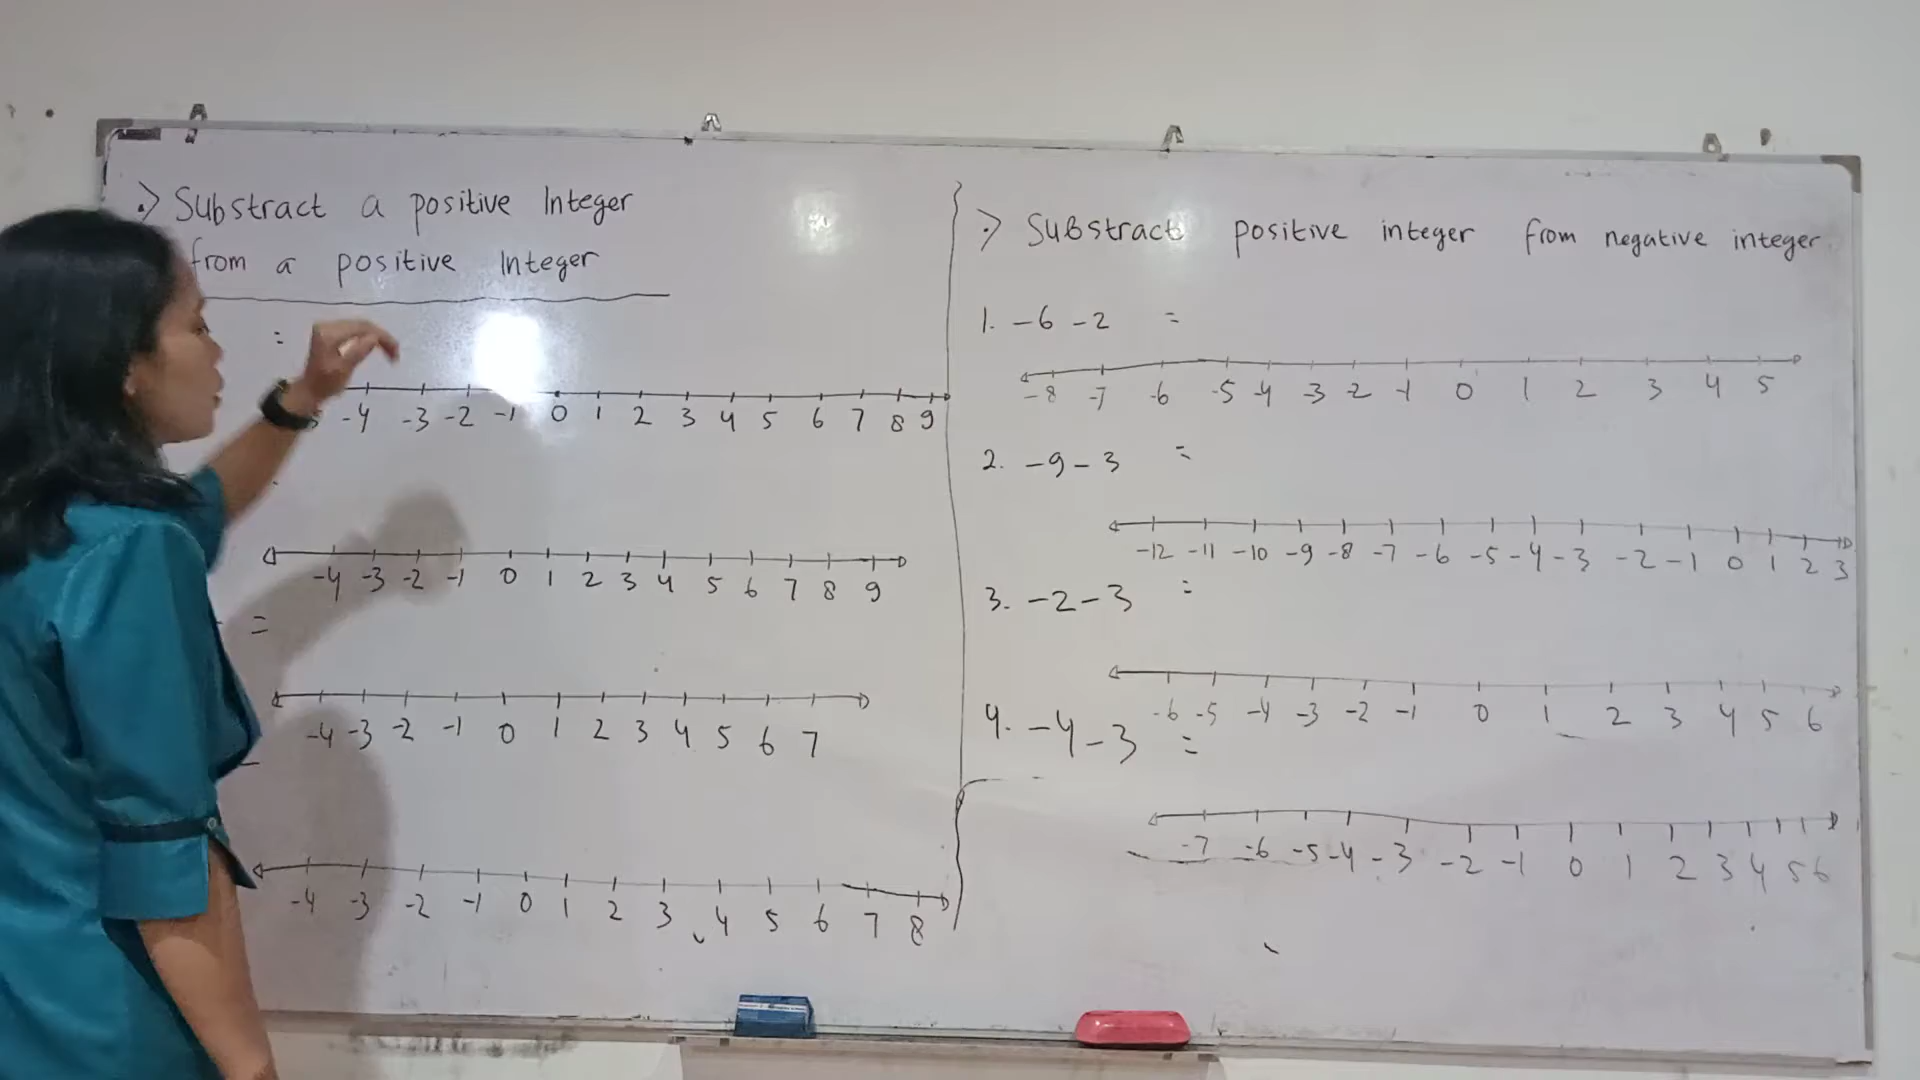 .> Substract a positive Integer
from a positive Integer
=
-4 -3 -2 -1 0 1 2 3 4 5 6 7 8 9
-4 -3 -2 -1 0 1 2 3 4 5 6 7 8 9
=
-4 -3 -2 -1 0 1 2 3 4 5 6 7
-4 -3 -2 -1 0 1 2 3 4 5 6 7 8
.> Substract positive integer from negative integer
1. -6 -2 =
-8 -7 -6 -5 -4 -3 -2 -1 0 1 2 3 4 5
2. -9 - 3 =
-12 -11 -10 -9 -8 -7 -6 -5 -4 -3 -2 -1 0 1 2 3
3. -2 - 3 =
-6 -5 -4 -3 -2 -1 0 1 2 3 4 5 6
4. -4 - 3 =
-7 -6 -5 -4 -3 -2 -1 0 1 2 3 4 5 6